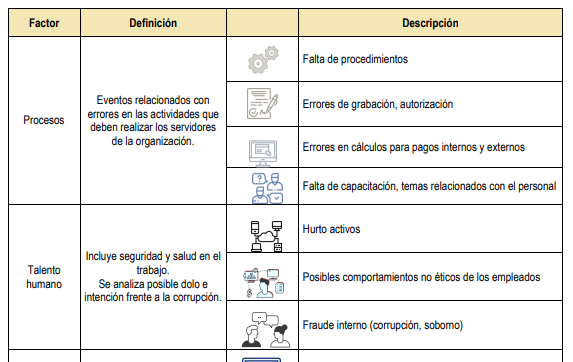 Factor Definición Descripción
Procesos
Eventos relacionados con
errores en las actividades que
deben realizar los servidores
de la organización.
Falta de procedimientos
Errores de grabación, autorización
Errores en cálculos para pagos internos y externos
Falta de capacitación, temas relacionados con el personal
Talento
humano
Incluye seguridad y salud en el
trabajo.
Se analiza posible dolo e
intención frente a la corrupción.
Hurto activos
Posibles comportamientos no éticos de los empleados
Fraude interno (corrupción, soborno)